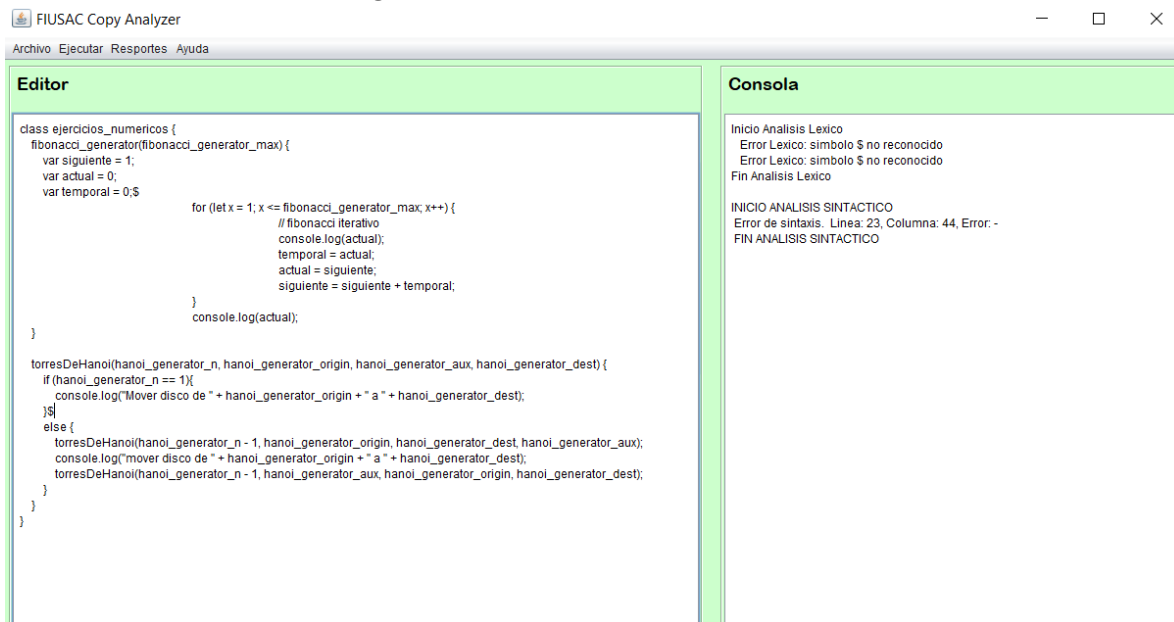 FIUSAC Copy Analyzer
Archivo Ejecutar Resportes Ayuda
Editor
class ejercicios_numericos {
fibonacci_generator(fibonacci_generator_max) {
var siguiente = 1;
var actual = 0;
var temporal = 0;$
for (let x = 1; x <= fibonacci_generator_max; x++) {
// fibonacci iterativo
console.log(actual);
temporal = actual;
actual = siguiente;
siguiente = siguiente + temporal;
}
console.log(actual);
}
torresDeHanoi(hanoi_generator_n, hanoi_generator_origin, hanoi_generator_aux, hanoi_generator_dest) {
if (hanoi_generator_n == 1){
console.log("Mover disco de " + hanoi_generator_origin + " a " + hanoi_generator_dest);
}$
else {
torresDeHanoi(hanoi_generator_n - 1, hanoi_generator_origin, hanoi_generator_dest, hanoi_generator_aux);
console.log("mover disco de " + hanoi_generator_origin + " a " + hanoi_generator_dest);
torresDeHanoi(hanoi_generator_n - 1, hanoi_generator_aux, hanoi_generator_origin, hanoi_generator_dest);
}
}
}
Consola
Inicio Analisis Lexico
Error Lexico: simbolo $ no reconocido
Error Lexico: simbolo $ no reconocido
Fin Analisis Lexico
INICIO ANALISIS SINTACTICO
Error de sintaxis. Linea: 23, Columna: 44, Error: -
FIN ANALISIS SINTACTICO